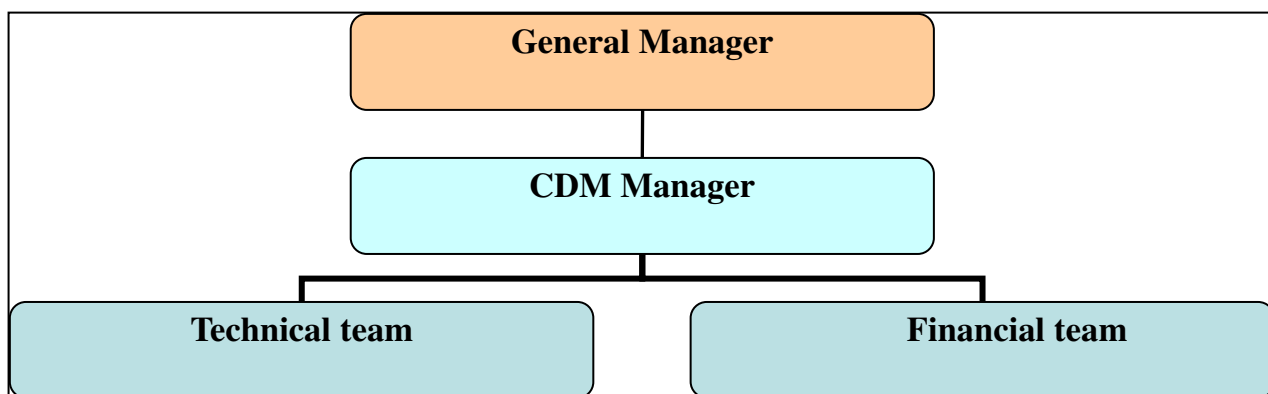 General Manager
CDM Manager
Technical team
Financial team